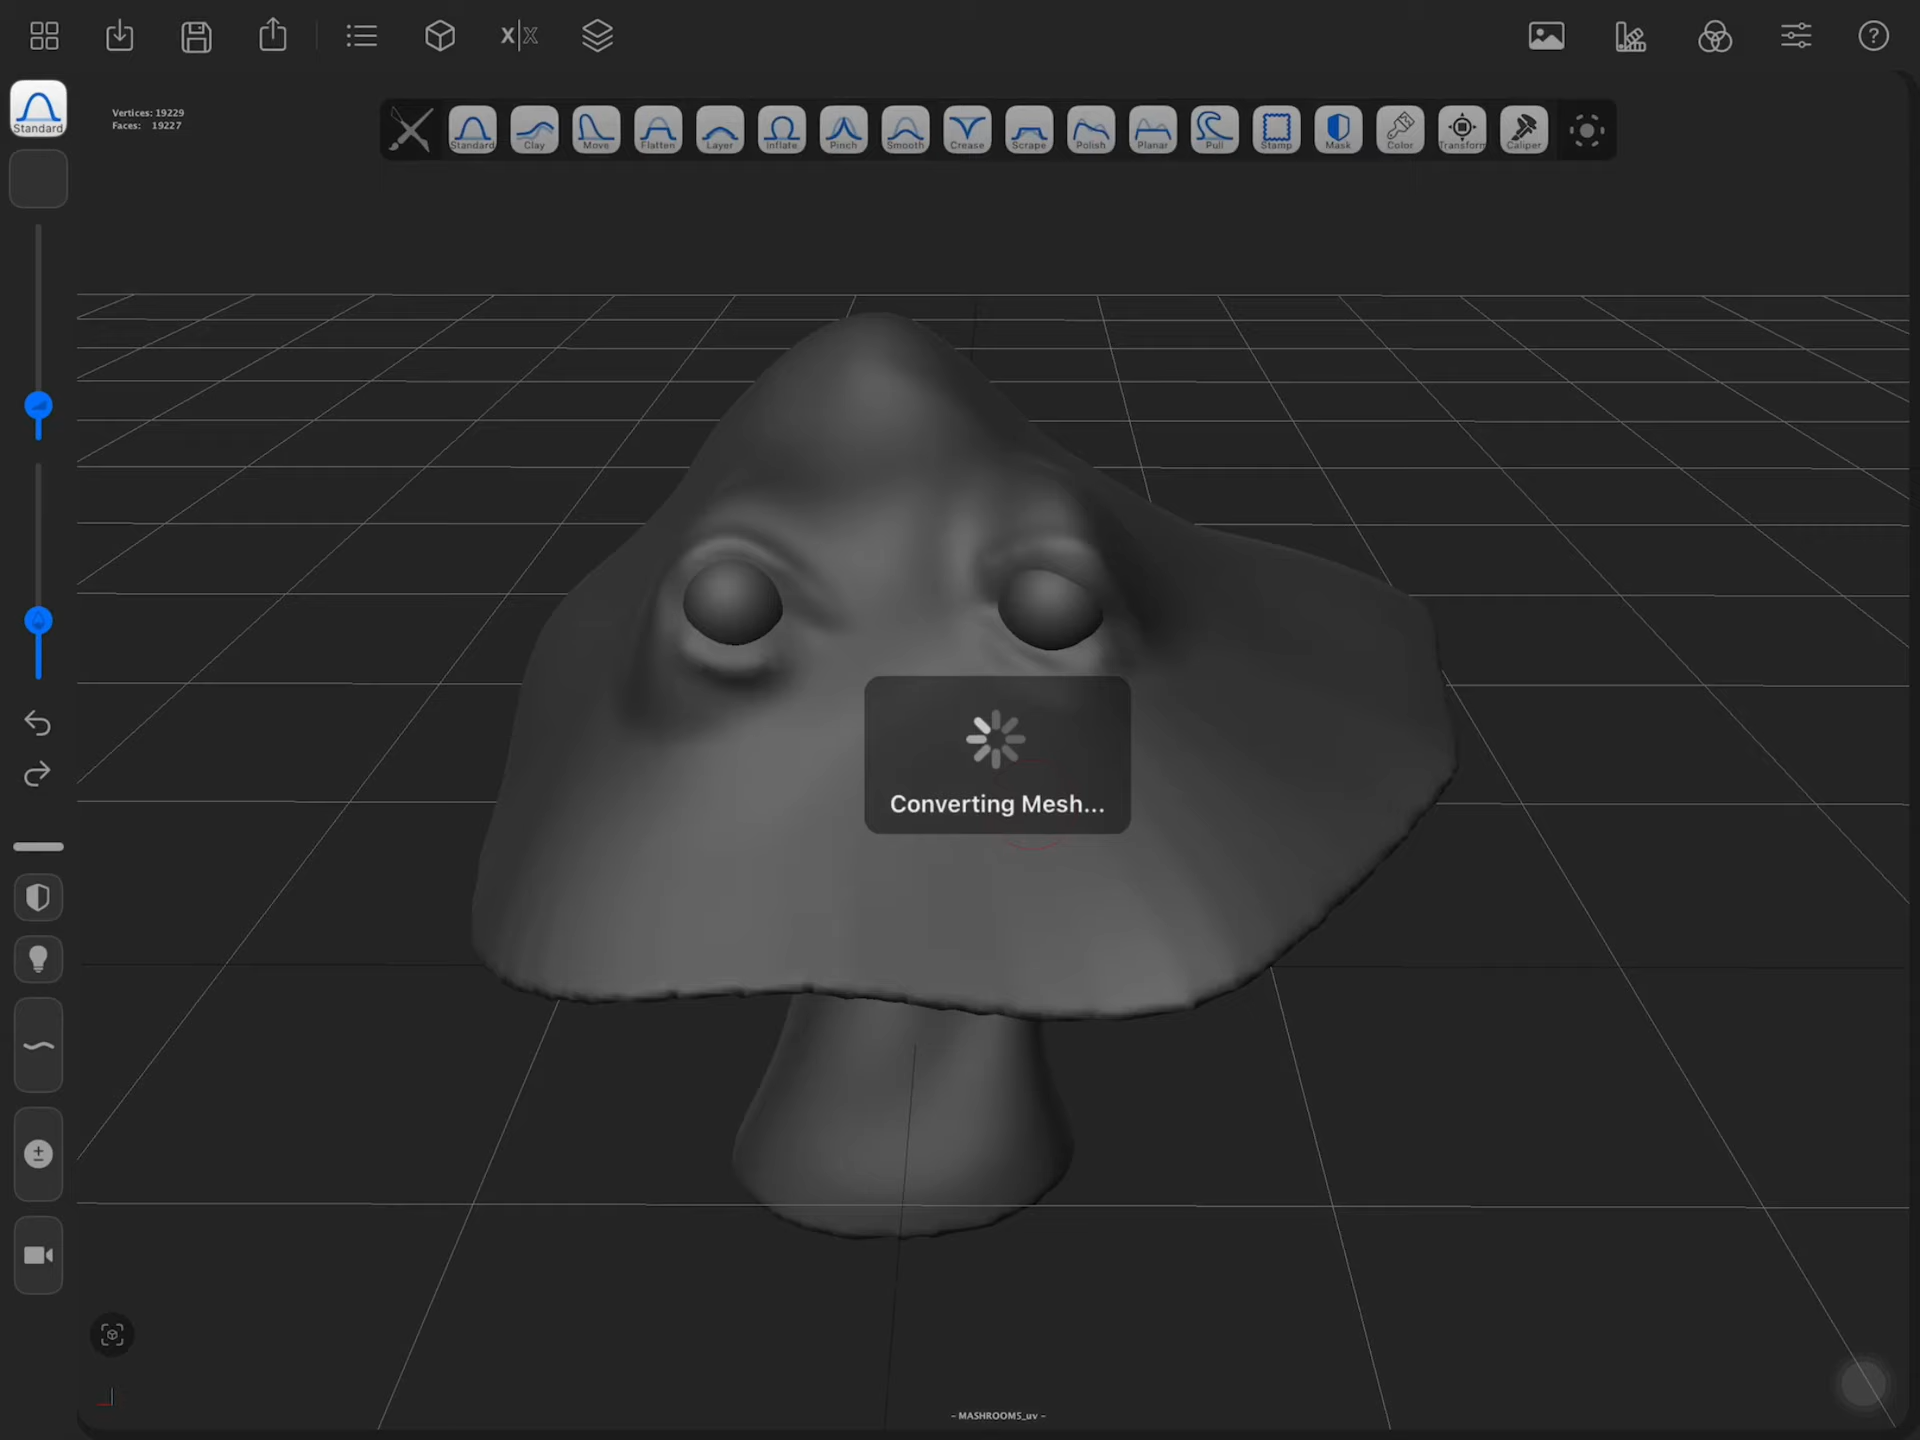 X|X
Standard
Vertices: 19229
Faces: 19227
Standard
Clay
Move
Flatten
Layer
Inflate
Pinch
Smooth
Crease
Scrape
Polish
Planar
Pull
Stamp
Mask
Color
Transform
Caliper
?
Converting Mesh...
- MASHROOM5_uv -